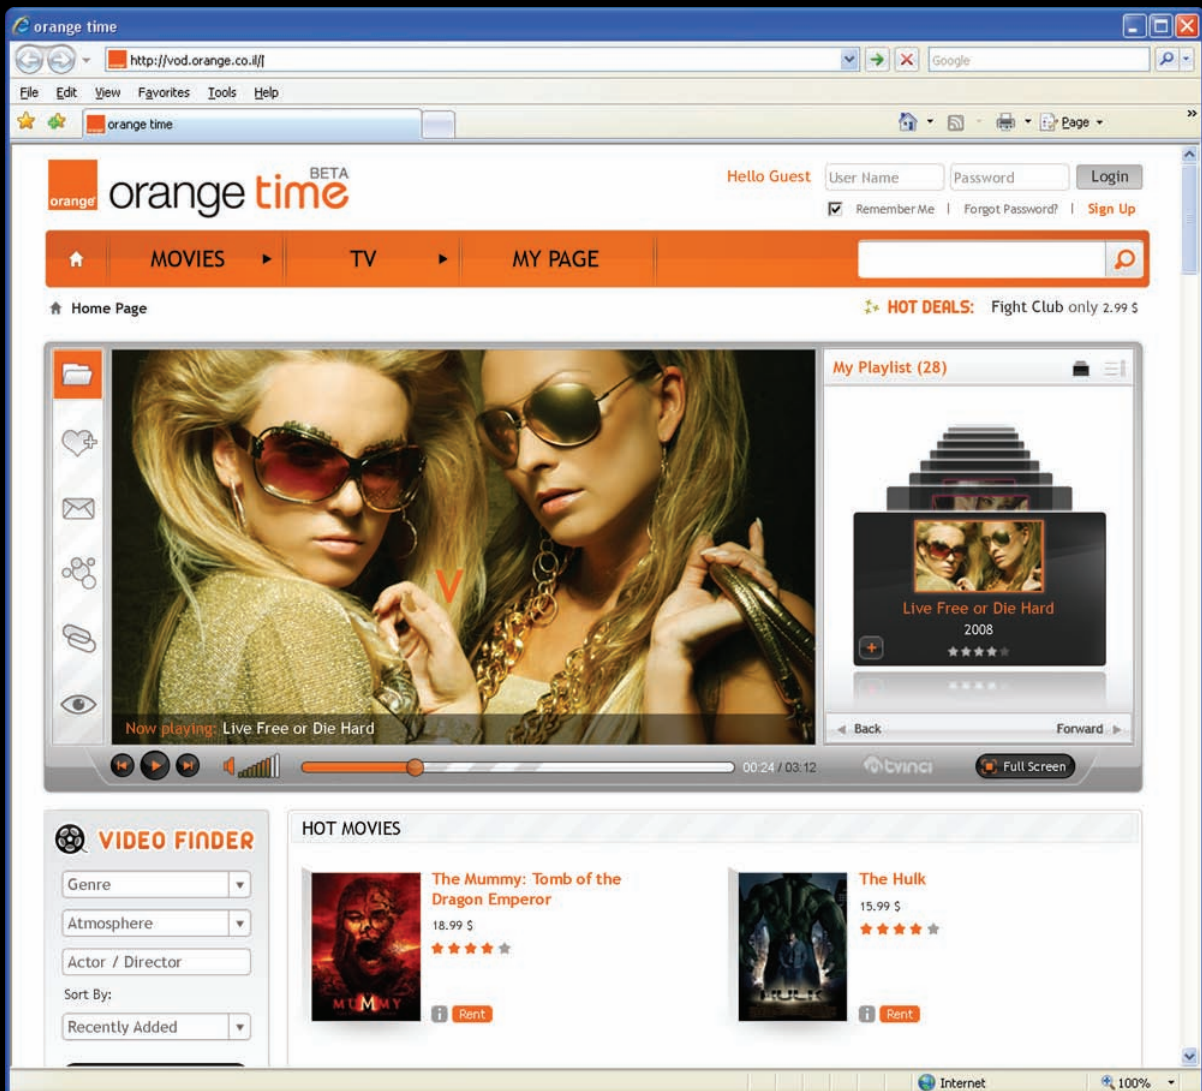 orange time
http://vod.orange.co.il/
Google
File Edit View Favorites Tools Help
orange time
Page
orange
orange time BETA
Hello Guest
User Name
Password
Login
Remember Me | Forgot Password? | Sign Up
MOVIES
TV
MY PAGE
Home Page
HOT DEALS: Fight Club only 2.99 $
My Playlist (28)
Live Free or Die Hard
2008
Now playing: Live Free or Die Hard
Back
Forward
00:24 / 03:12
tvinci
Full Screen
VIDEO FINDER
Genre
Atmosphere
Actor / Director
Sort By:
Recently Added
HOT MOVIES
The Mummy: Tomb of the
Dragon Emperor
18.99 $
MUMMY
i Rent
The Hulk
15.99 $
HULK
i Rent
Internet
100%